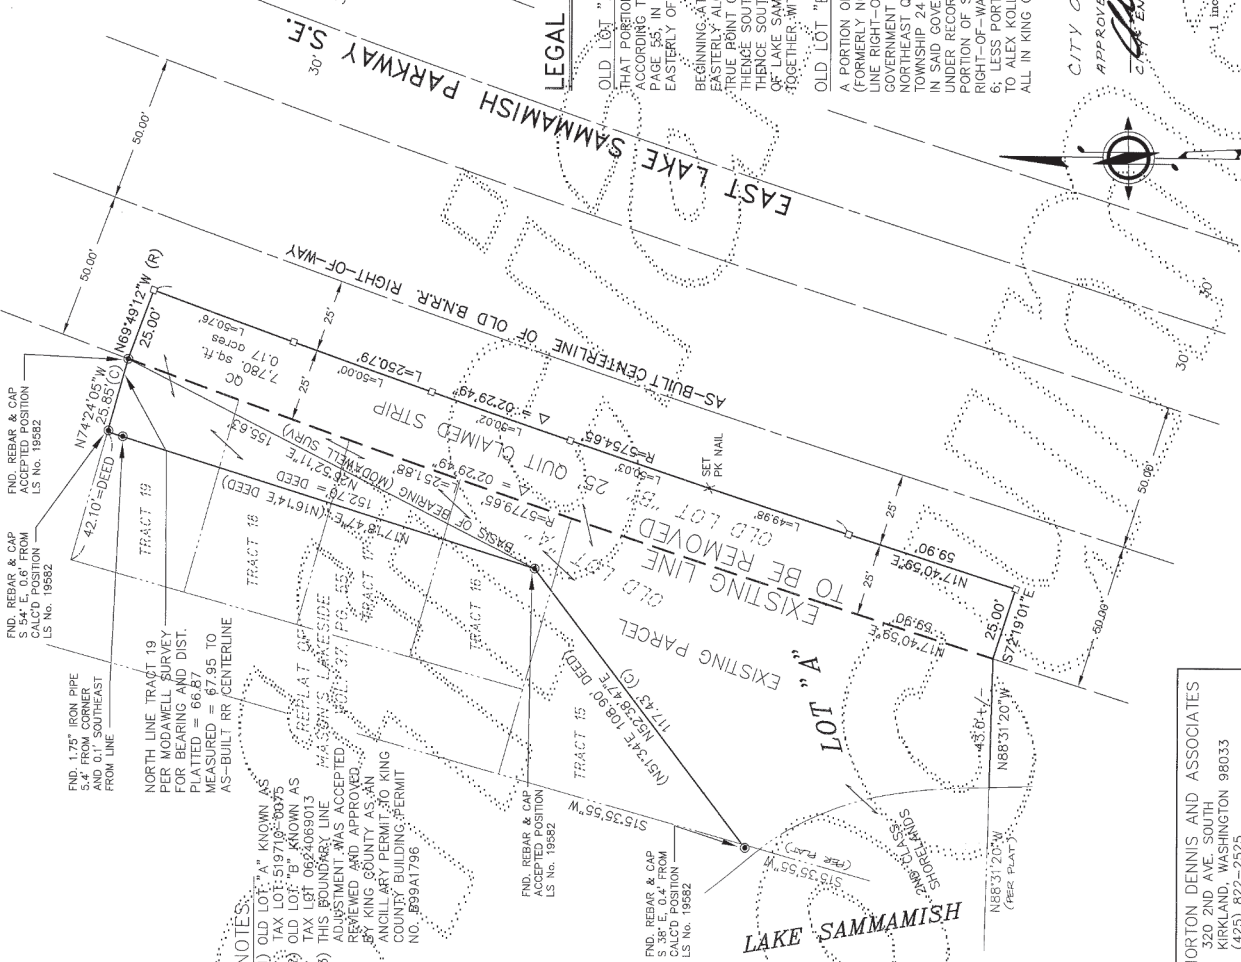 EAST LAKE SAMMAMISH PARKWAY S.E.
30'
50.00'
50.00'
LEGAL
OLD LOT "
THAT PORTION
ACCORDING T
PAGE 55, IN
EASTERLY OF
BEGINNING AT
EASTERLY AL
TRUE POINT O
THENCE SOUT
THENCE SOUT
OF LAKE SAM
TOGETHER WIT
OLD LOT "B
A PORTION OF
(FORMERLY NO
LINE RIGHT-O
GOVERNMENT
NORTHEAST Q
TOWNSHIP 24
IN SAID GOVE
UNDER RECOR
PORTION OF S
RIGHT-OF-WA
6; LESS PORT
TO ALEX KOLL
ALL IN KING C
CITY O
APPROVE
1 inc
AS-BUILT CENTERLINE OF OLD B.N.R.R. RIGHT-OF-WAY
N69°49'12"W (R)
25.00'
FND. REBAR & CAP
ACCEPTED POSITION
LS No. 19582
N74°24'05"W
25.85'(C)
FND. REBAR & CAP
S 54' E, 0.6' FROM
CALC'D POSITION
LS No. 19582
42.10'=DEED
FND. 1.75" IRON PIPE
5.4' FROM CORNER
AND 0.1' SOUTHEAST
FROM LINE
NORTH LINE TRACT 19
PER MODAWELL SURVEY
FOR BEARING AND DIST.
PLATTED = 66.87
MEASURED = 67.95 TO
AS-BUILT RR CENTERLINE
L=50.76'
QC
7,780. sq.ft.
0.17 acres
25'
25'
L=250.79'
L=50.00'
Δ = 02°29'49"
L=50.02'
R=5754.65'
L=50.03'
SET
PK NAIL
L=49.98'
25' QUIT CLAIMED STRIP
155.63'
N26°52'11"E
BASIS OF BEARING (MODAWELL SURV)
L=251.88'
Δ = 02°29'49"
R=5779.65'
152.70' = DEED
N17°18'47"E (N16°14'E DEED)
TRACT 19
TRACT 18
TRACT 17
TRACT 16
TRACT 15
REPLAT OF
MASSONS LAKESIDE
VOL. 37, PG. 55
OLD LOT "A"
OLD LOT "B"
EXISTING LINE
TO BE REMOVED
EXISTING PARCEL
25'
25'
59.90'
N17°40'59"E
N17°40'59"E
59.90'
25.00'
S72°19'01"E
50.00'
50.00'
30'
30'
LOT "A"
(N51°34'E 108.90' DEED)
N52°38'47"E
117.43' (C)
S15°35'55"W
FND. REBAR & CAP
ACCEPTED POSITION
LS No. 19582
FND. REBAR & CAP
S 38' E, 0.4' FROM
CALC'D POSITION
LS No. 19582
S15°35'55"W
(PER PLAT)
2ND CLASS
SHORELANDS
43.0'+/-
N88°31'20"W
N88°31'20"W
(PER PLAT)
LAKE SAMMAMISH
NOTES:
) OLD LOT "A" KNOWN AS
TAX LOT 519710-0075
) OLD LOT "B" KNOWN AS
TAX LOT 0624069013
) THIS BOUNDARY LINE
ADJUSTMENT WAS ACCEPTED
REVIEWED AND APPROVED
BY KING COUNTY AS AN
ANCILLARY PERMIT TO KING
COUNTY BUILDING PERMIT
NO. B99A1796
HORTON DENNIS AND ASSOCIATES
320 2ND AVE. SOUTH
KIRKLAND, WASHINGTON 98033
(425) 822-2525